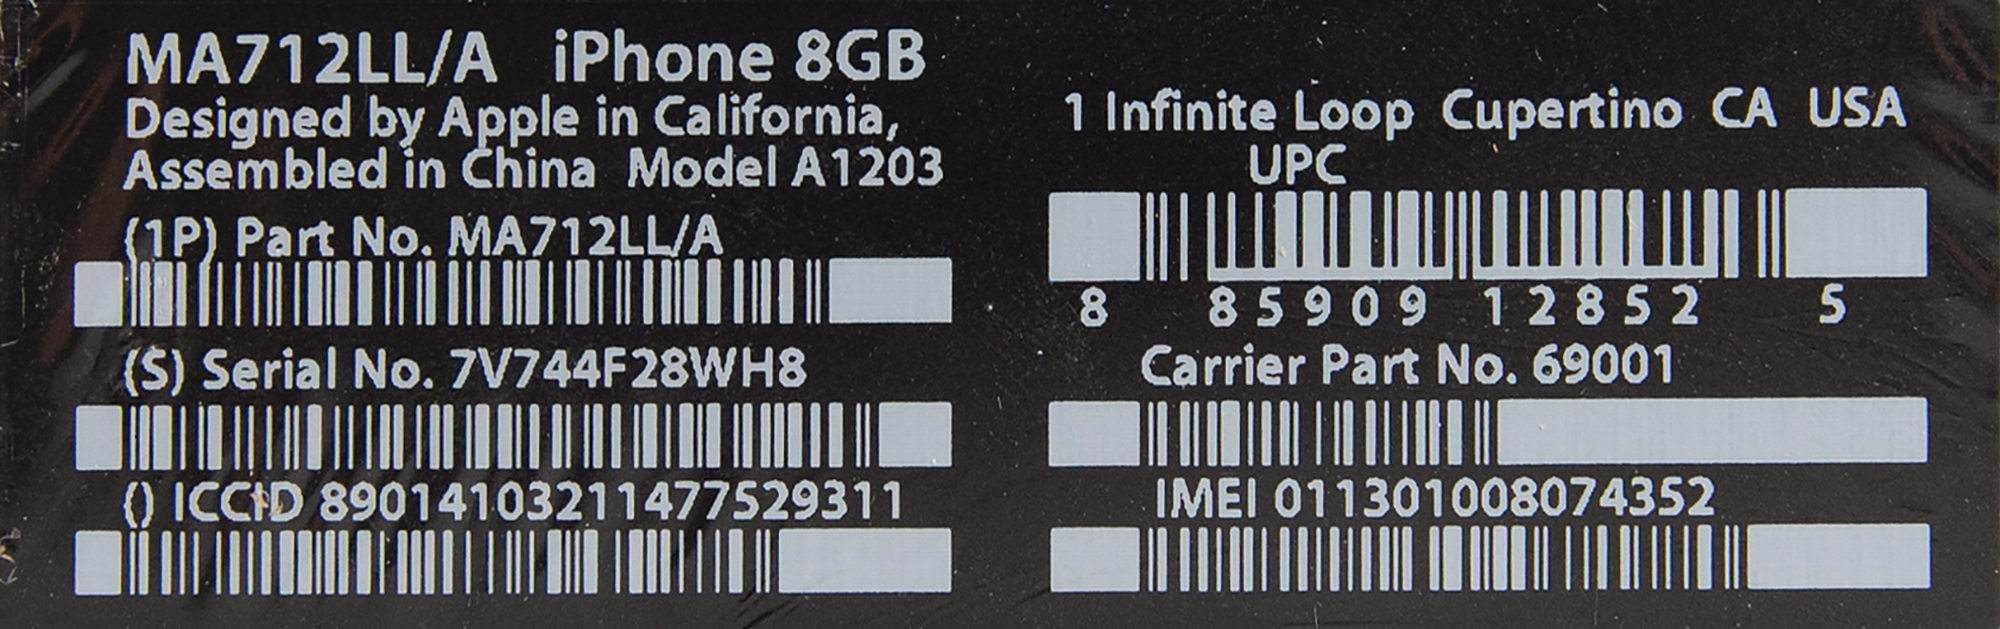 MA712LL/A iPhone 8GB
Designed by Apple in California,
Assembled in China Model A1203
(1P) Part No. MA712LL/A
(S) Serial No. 7V744F28WH8
() ICCID 89014103211477529311
1 Infinite Loop Cupertino CA USA
UPC
8 85909 12852 5
Carrier Part No. 69001
IMEI 011301008074352